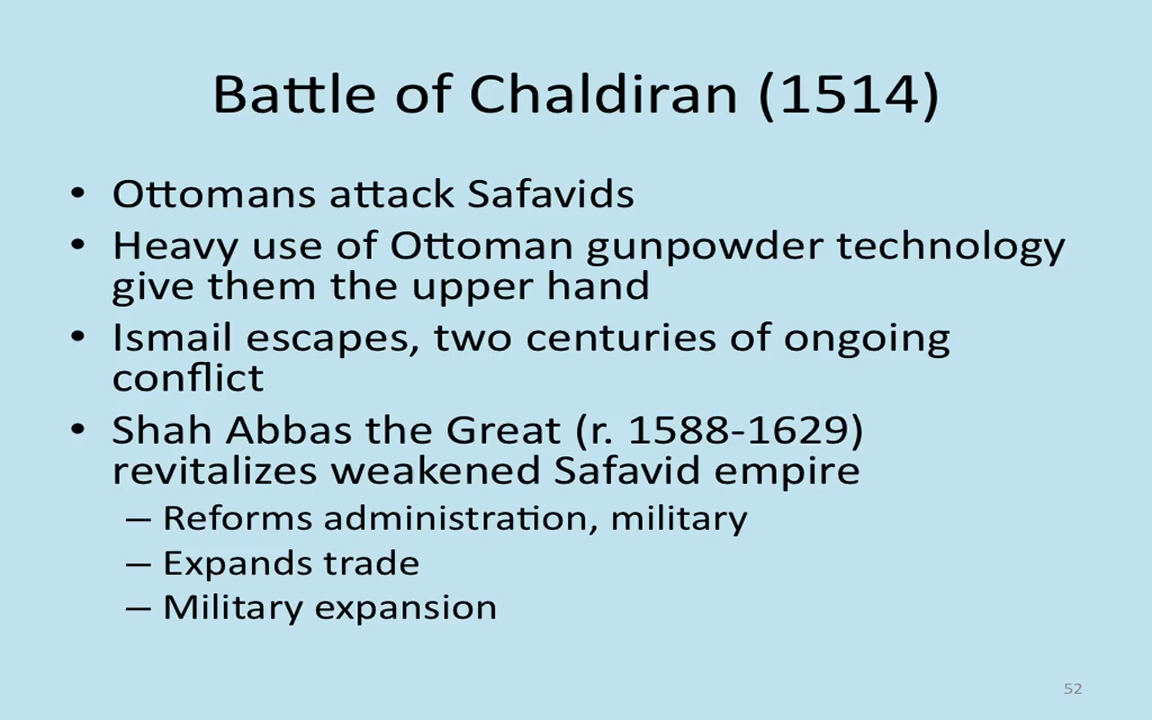 Battle of Chaldiran (1514)
• Ottomans attack Safavids
• Heavy use of Ottoman gunpowder technology
give them the upper hand
• Ismail escapes, two centuries of ongoing
conflict
• Shah Abbas the Great (r. 1588-1629)
revitalizes weakened Safavid empire
– Reforms administration, military
– Expands trade
– Military expansion
52